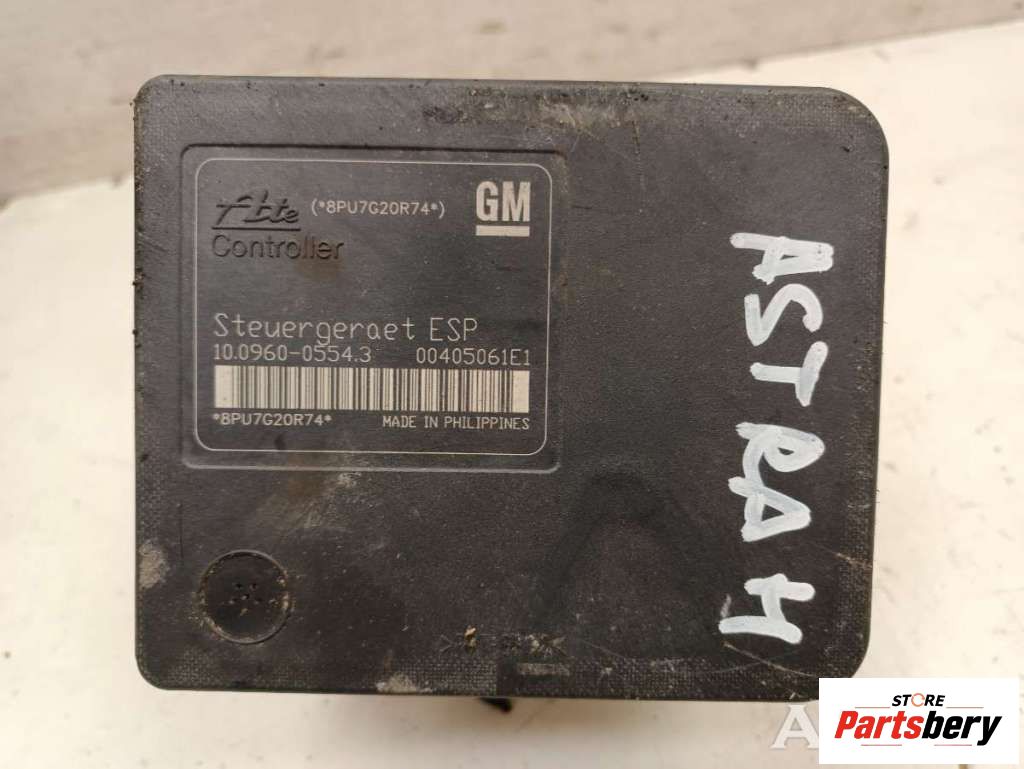 Ate (*8PU7G20R74*) GM
Controller
Steuergeraet ESP
10.0960-0554.3 00405061E1
*8PU7G20R74* MADE IN PHILIPPINES
ASTRA H
STORE
Partsbery